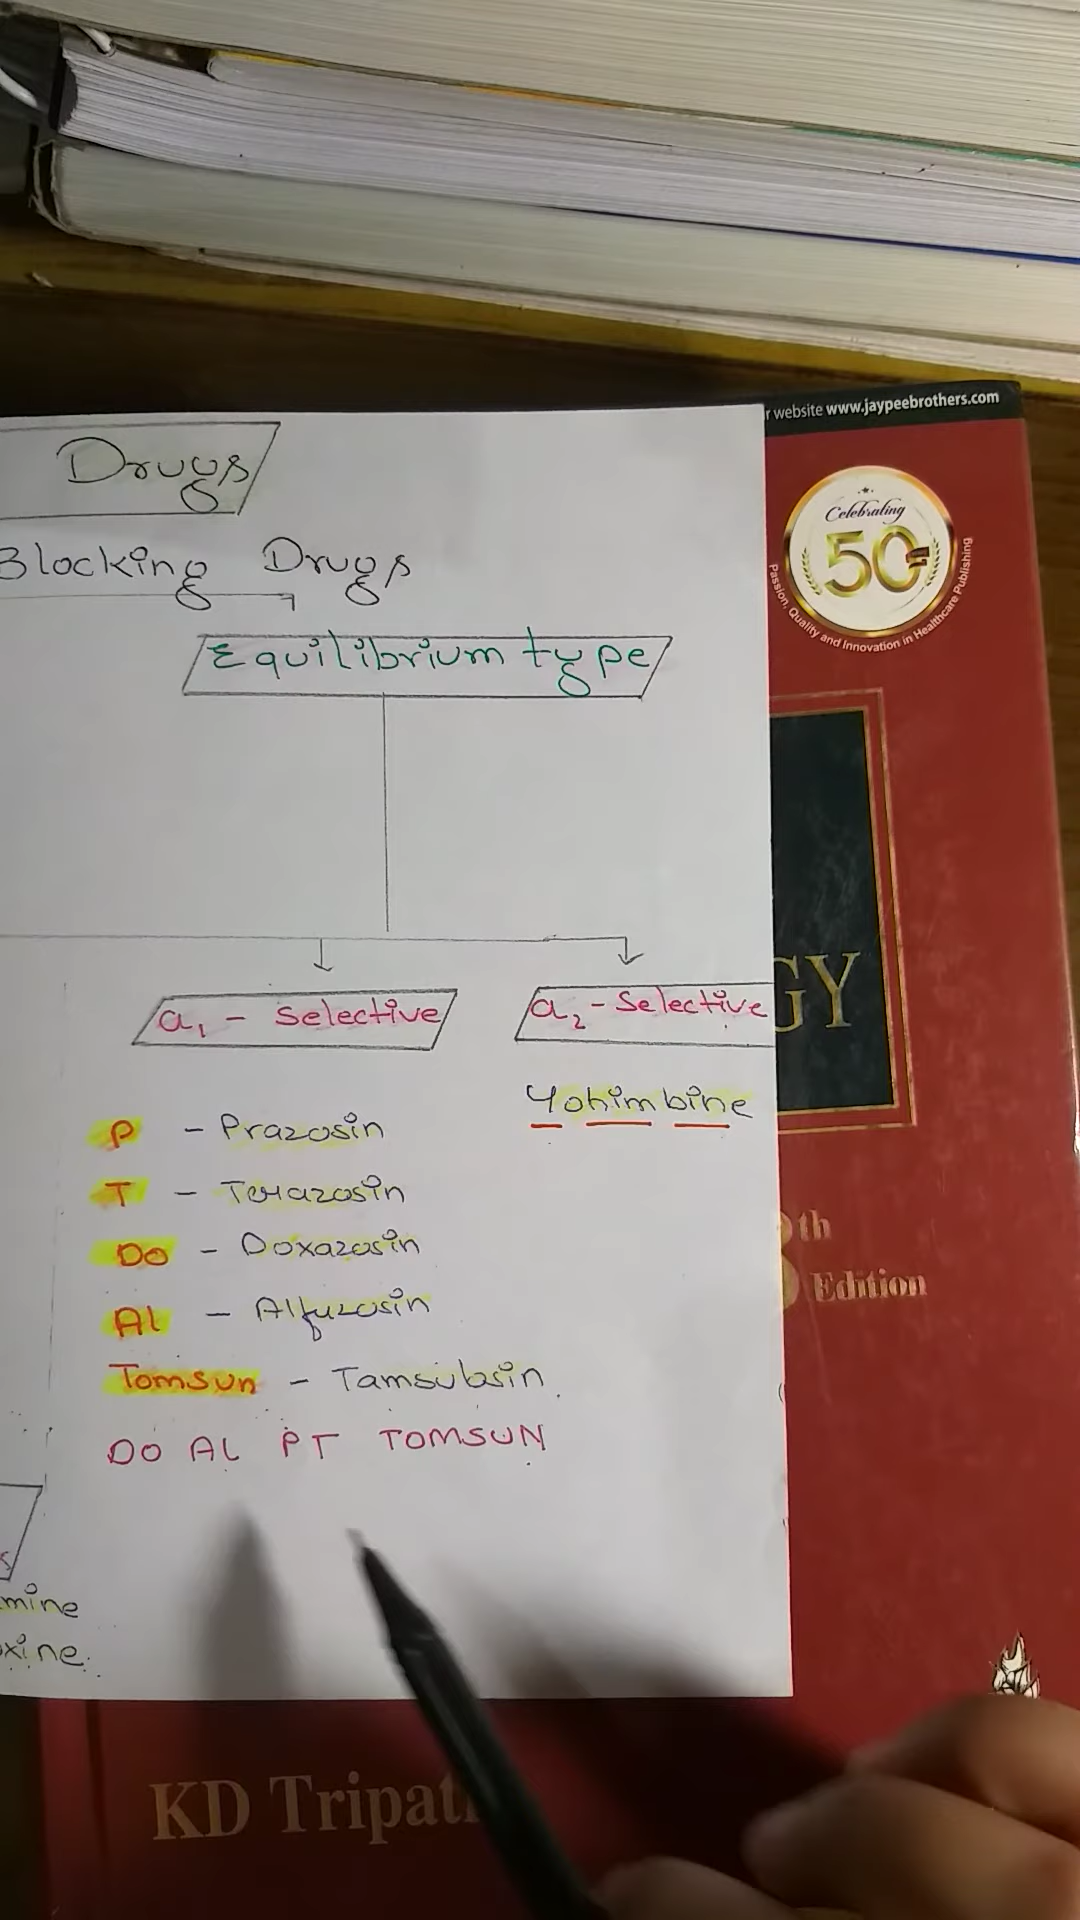 r website www.jaypeebrothers.com
Drugs
Celebrating
50
Passion, Quality and Innovation in Healthcare Publishing
Blocking Drugs
Equilibrium type
GY
α1 - Selective
α2 - Selective
Yohimbine
P - Prazosin
T - Terazosin
Do - Doxazosin
Al - Alfuzosin
Tomsun - Tamsulosin
DO AL PT TOMSUN
th
Edition
mine
oxine
KD Tripat